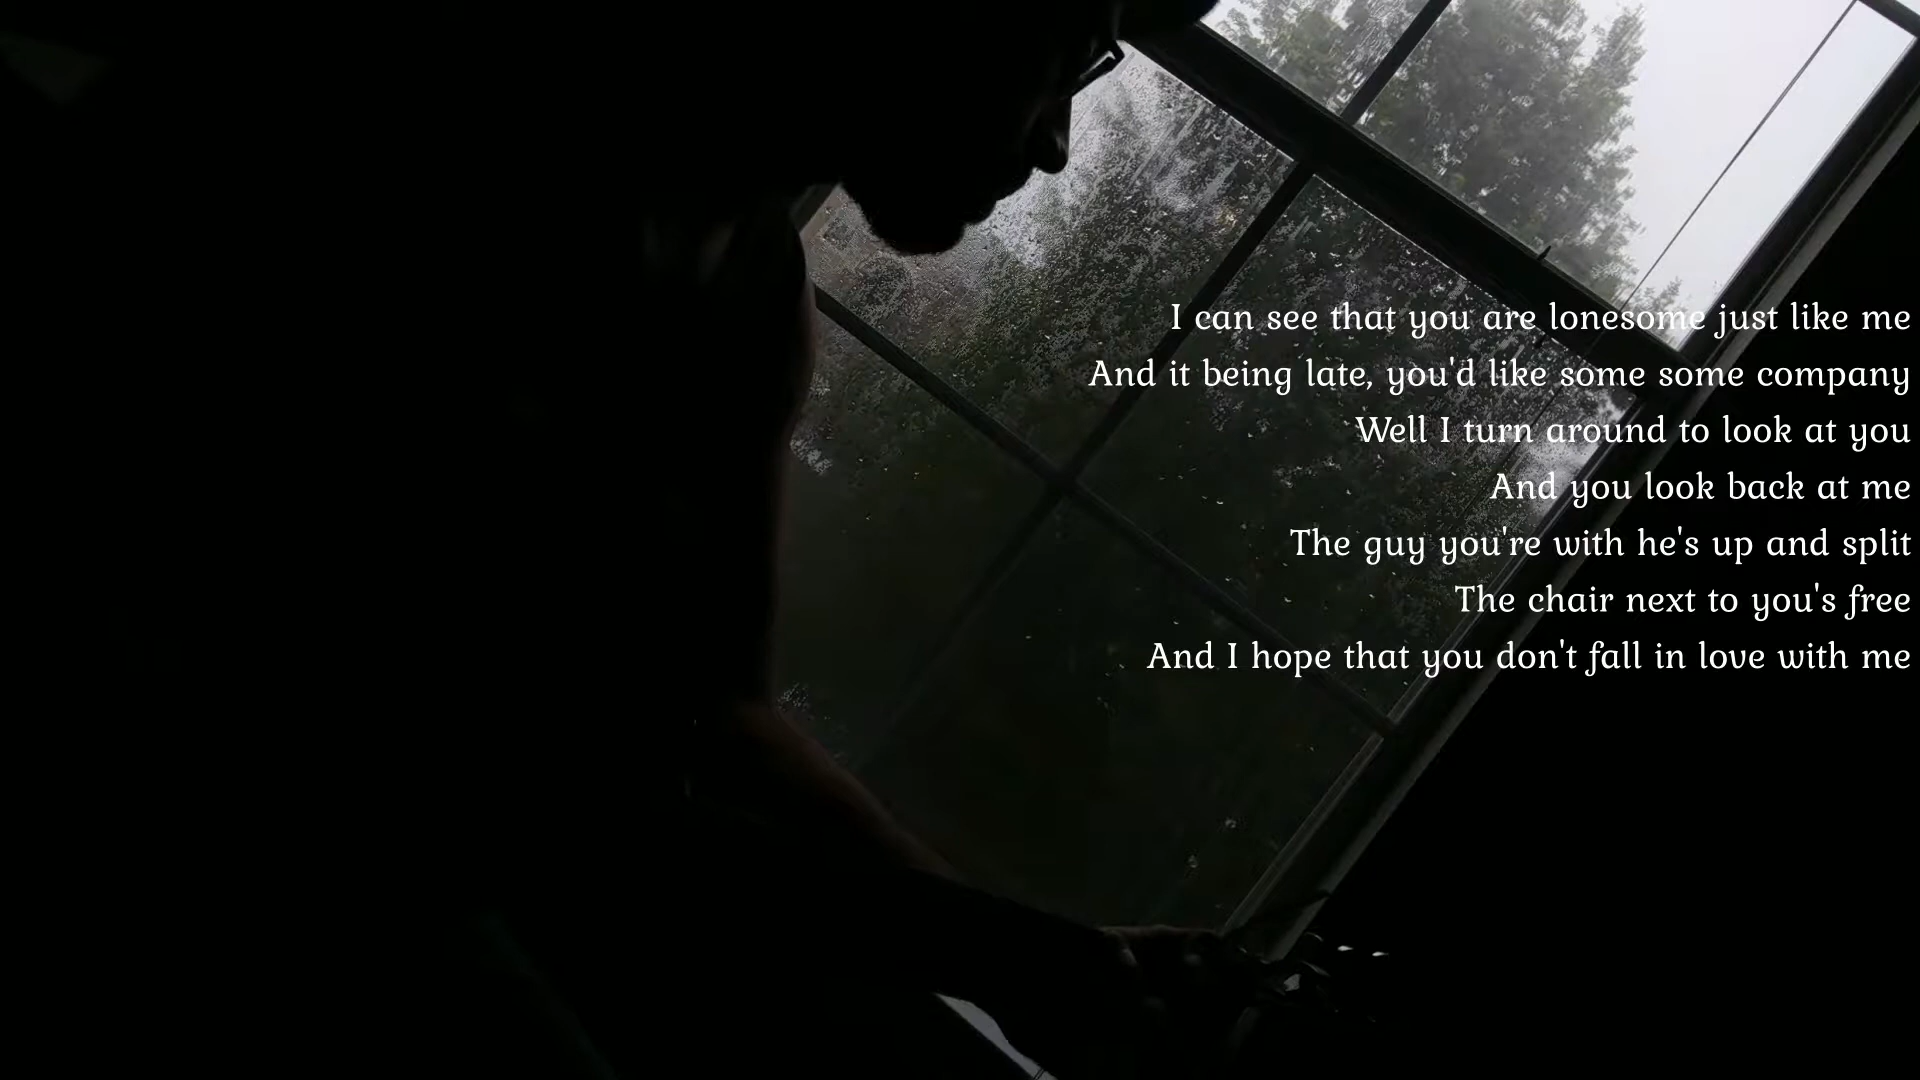 I can see that you are lonesome just like me
And it being late, you'd like some some company
Well I turn around to look at you
And you look back at me
The guy you're with he's up and split
The chair next to you's free
And I hope that you don't fall in love with me